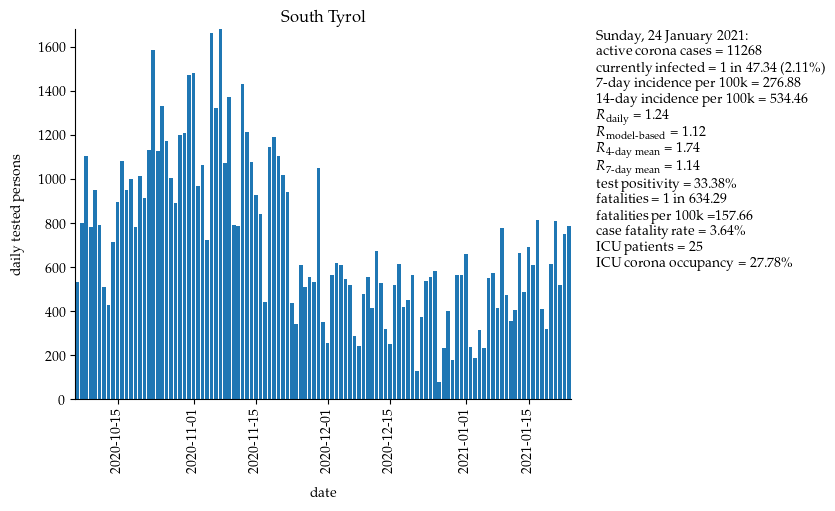 South Tyrol
1600
1400
1200
1000
800
600
400
200
0
daily tested persons
2020-10-15
2020-11-01
2020-11-15
2020-12-01
2020-12-15
2021-01-01
2021-01-15
date
Sunday, 24 January 2021:
active corona cases = 11268
currently infected = 1 in 47.34 (2.11%)
7-day incidence per 100k = 276.88
14-day incidence per 100k = 534.46
R daily = 1.24
R model-based = 1.12
R 4-day mean = 1.74
R 7-day mean = 1.14
test positivity = 33.38%
fatalities = 1 in 634.29
fatalities per 100k =157.66
case fatality rate = 3.64%
ICU patients = 25
ICU corona occupancy = 27.78%